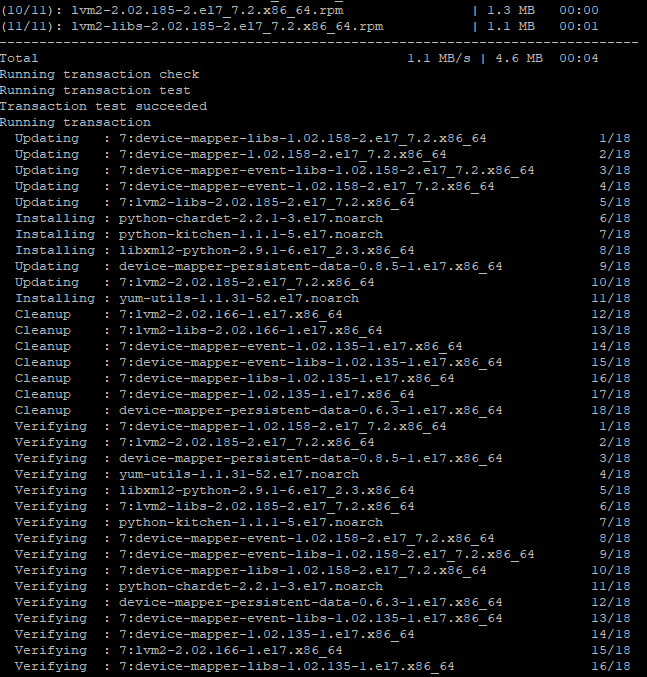 (10/11): lvm2-2.02.185-2.el7_7.2.x86_64.rpm | 1.3 MB 00:00
(11/11): lvm2-libs-2.02.185-2.el7_7.2.x86_64.rpm | 1.1 MB 00:01
--------------------------------------------------------------------------------
Total 1.1 MB/s | 4.6 MB 00:04
Running transaction check
Running transaction test
Transaction test succeeded
Running transaction
Updating : 7:device-mapper-libs-1.02.158-2.el7_7.2.x86_64 1/18
Updating : 7:device-mapper-1.02.158-2.el7_7.2.x86_64 2/18
Updating : 7:device-mapper-event-libs-1.02.158-2.el7_7.2.x86_64 3/18
Updating : 7:device-mapper-event-1.02.158-2.el7_7.2.x86_64 4/18
Updating : 7:lvm2-libs-2.02.185-2.el7_7.2.x86_64 5/18
Installing : python-chardet-2.2.1-3.el7.noarch 6/18
Installing : python-kitchen-1.1.1-5.el7.noarch 7/18
Installing : libxml2-python-2.9.1-6.el7_2.3.x86_64 8/18
Updating : device-mapper-persistent-data-0.8.5-1.el7.x86_64 9/18
Updating : 7:lvm2-2.02.185-2.el7_7.2.x86_64 10/18
Installing : yum-utils-1.1.31-52.el7.noarch 11/18
Cleanup : 7:lvm2-2.02.166-1.el7.x86_64 12/18
Cleanup : 7:lvm2-libs-2.02.166-1.el7.x86_64 13/18
Cleanup : 7:device-mapper-event-1.02.135-1.el7.x86_64 14/18
Cleanup : 7:device-mapper-event-libs-1.02.135-1.el7.x86_64 15/18
Cleanup : 7:device-mapper-libs-1.02.135-1.el7.x86_64 16/18
Cleanup : 7:device-mapper-1.02.135-1.el7.x86_64 17/18
Cleanup : device-mapper-persistent-data-0.6.3-1.el7.x86_64 18/18
Verifying : 7:device-mapper-1.02.158-2.el7_7.2.x86_64 1/18
Verifying : 7:lvm2-2.02.185-2.el7_7.2.x86_64 2/18
Verifying : device-mapper-persistent-data-0.8.5-1.el7.x86_64 3/18
Verifying : yum-utils-1.1.31-52.el7.noarch 4/18
Verifying : libxml2-python-2.9.1-6.el7_2.3.x86_64 5/18
Verifying : 7:lvm2-libs-2.02.185-2.el7_7.2.x86_64 6/18
Verifying : python-kitchen-1.1.1-5.el7.noarch 7/18
Verifying : 7:device-mapper-event-1.02.158-2.el7_7.2.x86_64 8/18
Verifying : 7:device-mapper-event-libs-1.02.158-2.el7_7.2.x86_64 9/18
Verifying : 7:device-mapper-libs-1.02.158-2.el7_7.2.x86_64 10/18
Verifying : python-chardet-2.2.1-3.el7.noarch 11/18
Verifying : device-mapper-persistent-data-0.6.3-1.el7.x86_64 12/18
Verifying : 7:device-mapper-event-libs-1.02.135-1.el7.x86_64 13/18
Verifying : 7:device-mapper-1.02.135-1.el7.x86_64 14/18
Verifying : 7:lvm2-2.02.166-1.el7.x86_64 15/18
Verifying : 7:device-mapper-libs-1.02.135-1.el7.x86_64 16/18